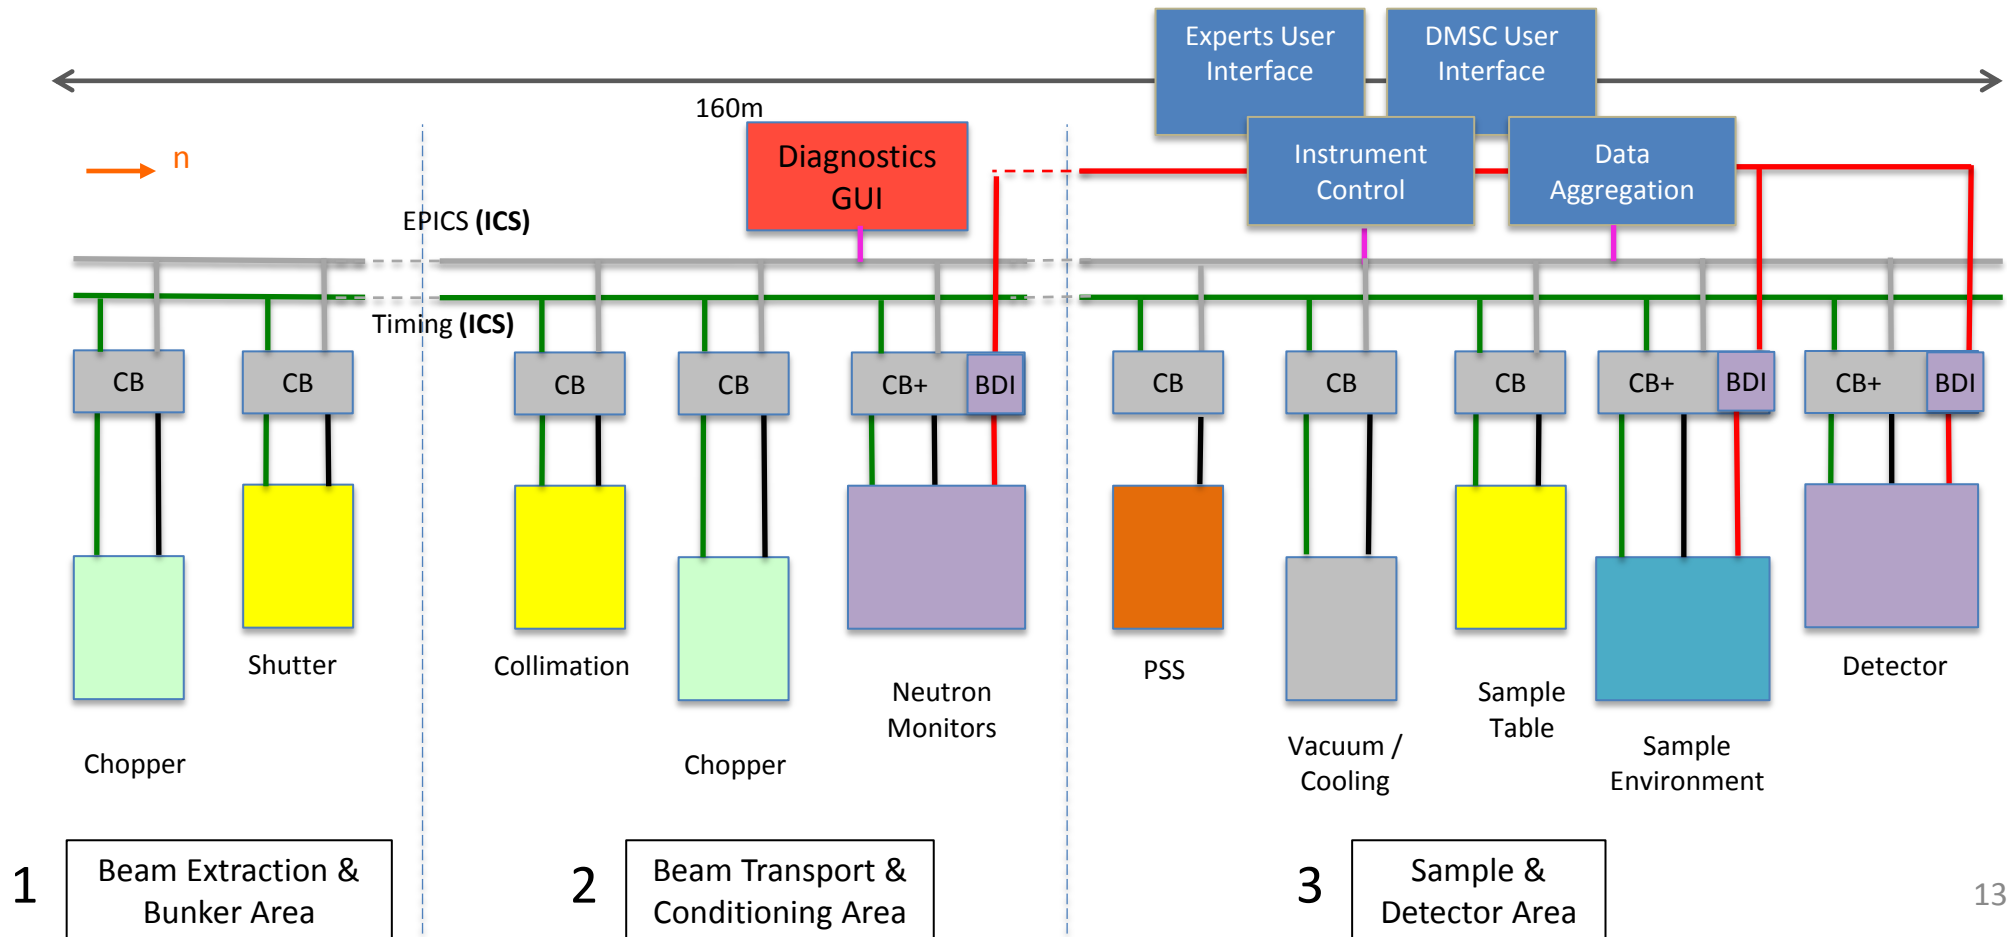 Experts User
Interface
DMSC User
Interface
160m
n
Diagnostics
GUI
Instrument
Control
Data
Aggregation
EPICS (ICS)
Timing (ICS)
CB
CB
CB
CB
CB+
BDI
CB
CB
CB
CB+
BDI
CB+
BDI
Chopper
Shutter
Collimation
Chopper
Neutron
Monitors
PSS
Vacuum /
Cooling
Sample
Table
Sample
Environment
Detector
1
Beam Extraction &
Bunker Area
2
Beam Transport &
Conditioning Area
3
Sample &
Detector Area
13